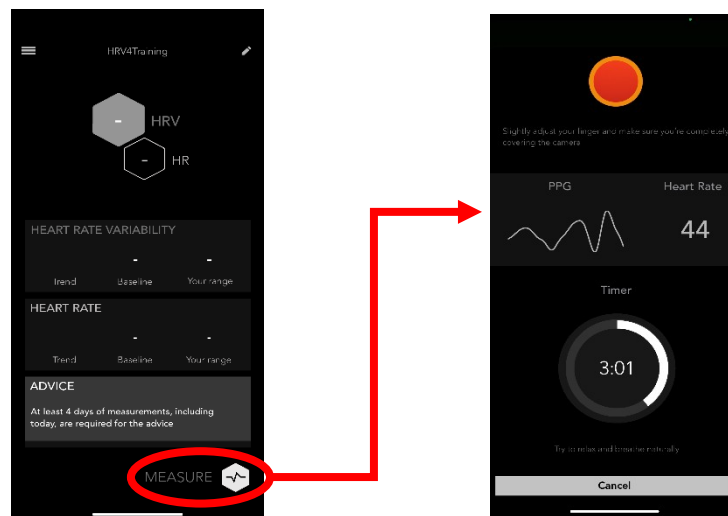 HRV4Training
- HRV
- HR
HEART RATE VARIABILITY
- -
Trend Baseline Your range
HEART RATE
- -
Trend Baseline Your range
ADVICE
At least 4 days of measurements, including
today, are required for the advice
MEASURE
Slightly adjust your finger and make sure you're completely
covering the camera
PPG Heart Rate
44
Timer
3:01
Try to relax and breathe naturally
Cancel